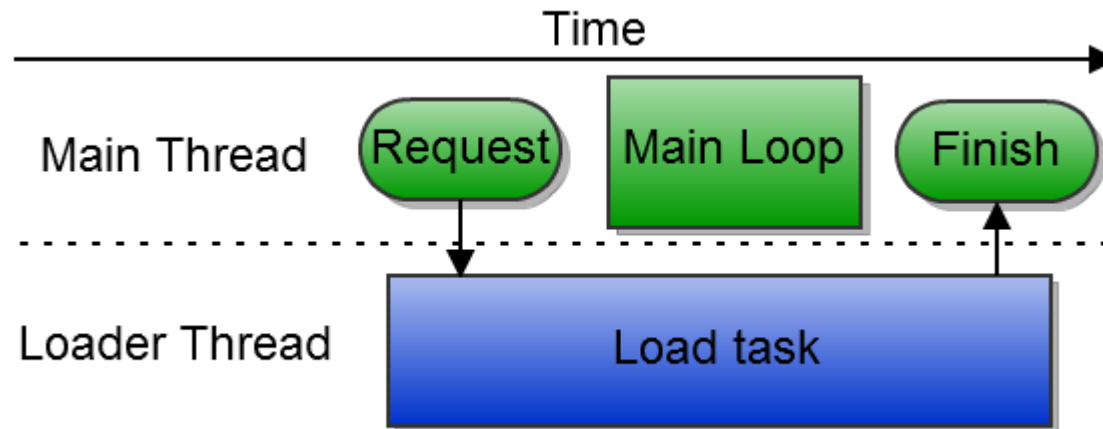 Time
Main Thread
Request
Main Loop
Finish
Loader Thread
Load task